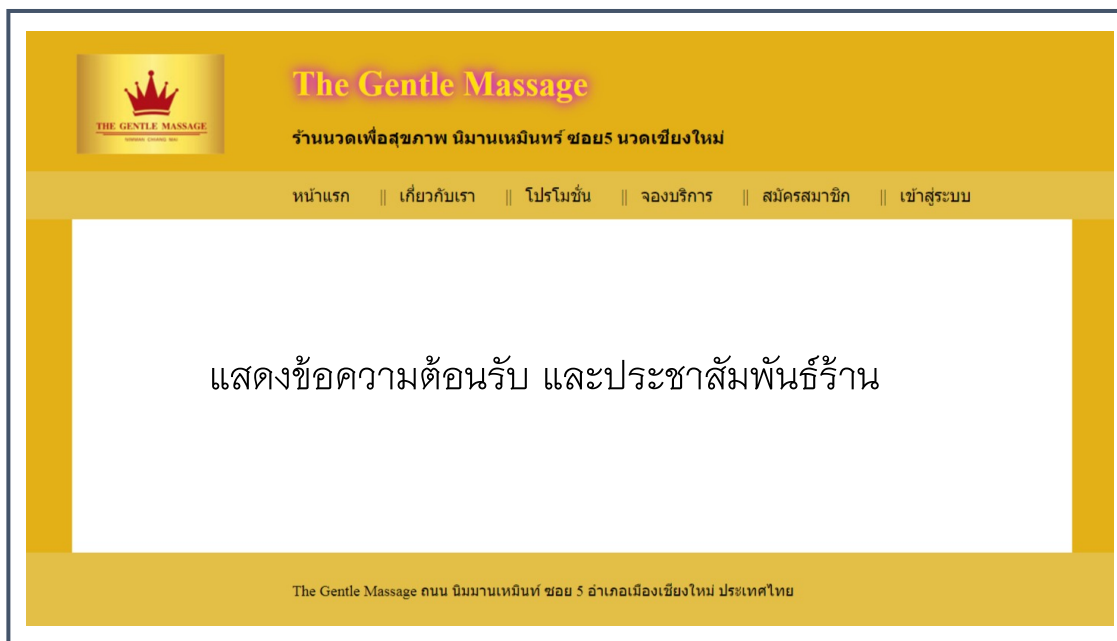 THE GENTLE MASSAGE
The Gentle Massage
ร้านนวดเพื่อสุขภาพ นิมานเหมินทร์ ซอย5 นวดเชียงใหม่
หน้าแรก || เกี่ยวกับเรา || โปรโมชั่น || จองบริการ || สมัครสมาชิก || เข้าสู่ระบบ
แสดงข้อความต้อนรับ และประชาสัมพันธ์ร้าน
The Gentle Massage ถนน นิมมานเหมินท์ ซอย 5 อำเภอเมืองเชียงใหม่ ประเทศไทย